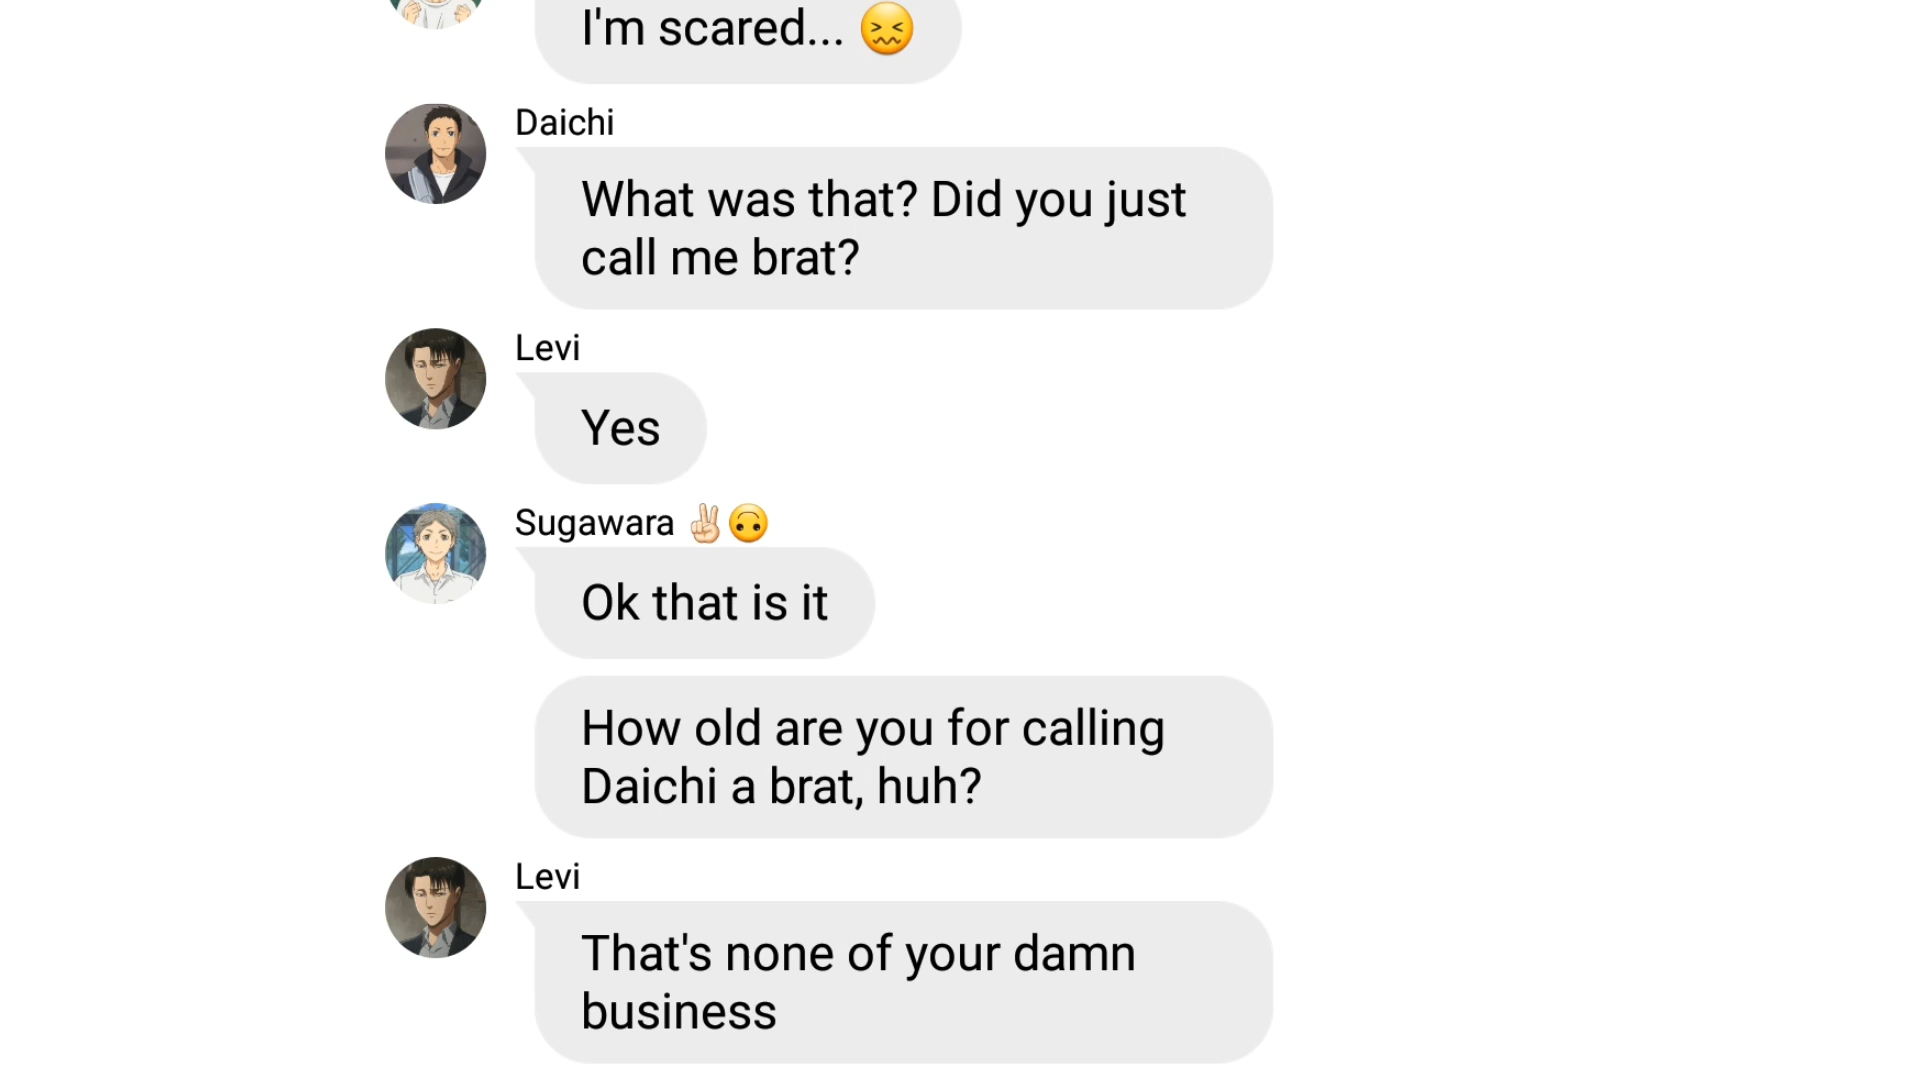 I'm scared... 😖
Daichi
What was that? Did you just
call me brat?
Levi
Yes
Sugawara ✌🏻🙃
Ok that is it
How old are you for calling
Daichi a brat, huh?
Levi
That's none of your damn
business